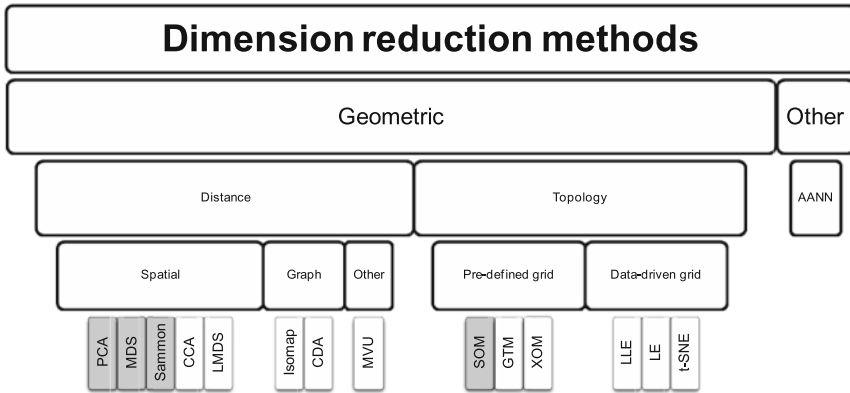 Dimension reduction methods
Geometric
Other
Distance
Topology
AANN
Spatial
Graph
Other
Pre-defined grid
Data-driven grid
PCA
MDS
Sammon
CCA
LMDS
Isomap
CDA
MVU
SOM
GTM
XOM
LLE
LE
t-SNE